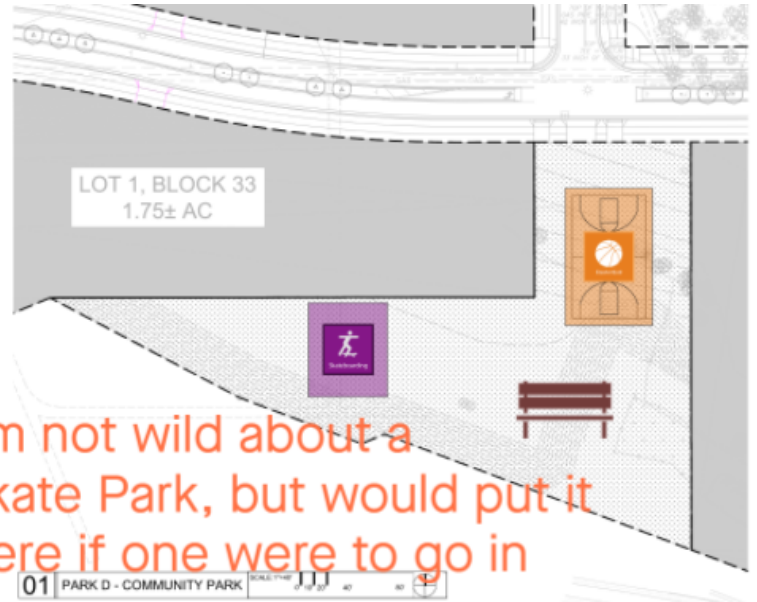 LOT 1, BLOCK 33
1.75± AC
Basketball
Skateboarding
m not wild about a
kate Park, but would put it
ere if one were to go in
01 PARK D - COMMUNITY PARK